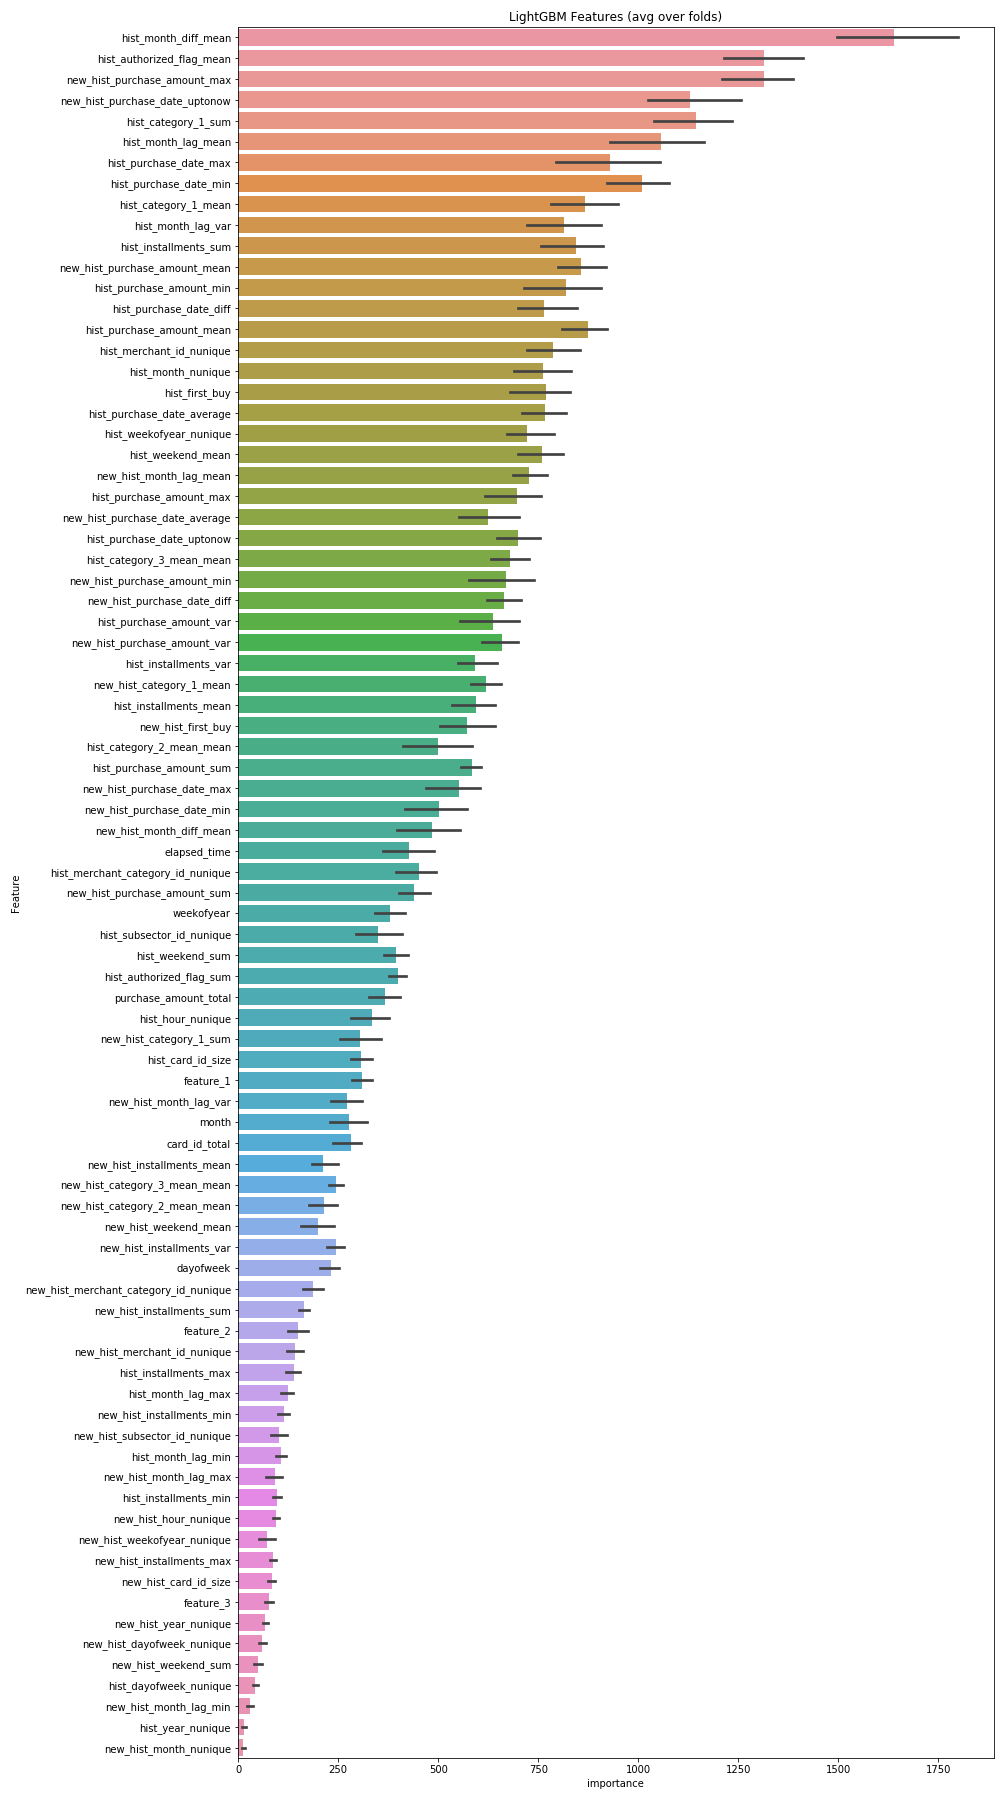 LightGBM Features (avg over folds)
hist_month_diff_mean
hist_authorized_flag_mean
new_hist_purchase_amount_max
new_hist_purchase_date_uptonow
hist_category_1_sum
hist_month_lag_mean
hist_purchase_date_max
hist_purchase_date_min
hist_category_1_mean
hist_month_lag_var
hist_installments_sum
new_hist_purchase_amount_mean
hist_purchase_amount_min
hist_purchase_date_diff
hist_purchase_amount_mean
hist_merchant_id_nunique
hist_month_nunique
hist_first_buy
hist_purchase_date_average
hist_weekofyear_nunique
hist_weekend_mean
new_hist_month_lag_mean
hist_purchase_amount_max
new_hist_purchase_date_average
hist_purchase_date_uptonow
hist_category_3_mean_mean
new_hist_purchase_amount_min
new_hist_purchase_date_diff
hist_purchase_amount_var
new_hist_purchase_amount_var
hist_installments_var
new_hist_category_1_mean
hist_installments_mean
new_hist_first_buy
hist_category_2_mean_mean
hist_purchase_amount_sum
new_hist_purchase_date_max
new_hist_purchase_date_min
new_hist_month_diff_mean
elapsed_time
hist_merchant_category_id_nunique
new_hist_purchase_amount_sum
weekofyear
hist_subsector_id_nunique
hist_weekend_sum
hist_authorized_flag_sum
purchase_amount_total
hist_hour_nunique
new_hist_category_1_sum
hist_card_id_size
feature_1
new_hist_month_lag_var
month
card_id_total
new_hist_installments_mean
new_hist_category_3_mean_mean
new_hist_category_2_mean_mean
new_hist_weekend_mean
new_hist_installments_var
dayofweek
new_hist_merchant_category_id_nunique
new_hist_installments_sum
feature_2
new_hist_merchant_id_nunique
hist_installments_max
hist_month_lag_max
new_hist_installments_min
new_hist_subsector_id_nunique
hist_month_lag_min
new_hist_month_lag_max
hist_installments_min
new_hist_hour_nunique
new_hist_weekofyear_nunique
new_hist_installments_max
new_hist_card_id_size
feature_3
new_hist_year_nunique
new_hist_dayofweek_nunique
new_hist_weekend_sum
hist_dayofweek_nunique
new_hist_month_lag_min
hist_year_nunique
new_hist_month_nunique
Feature
0 250 500 750 1000 1250 1500 1750
importance